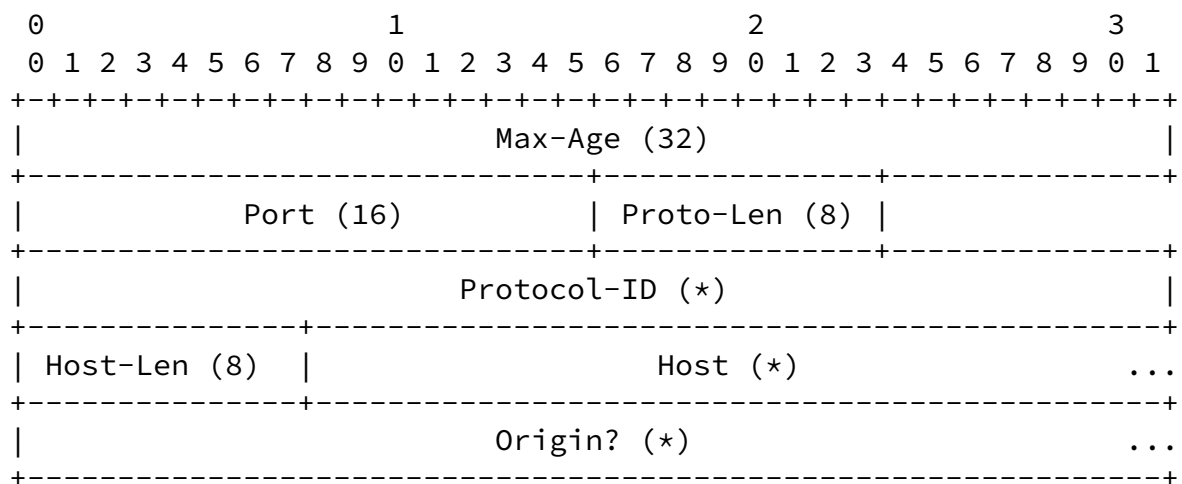 0                   1                   2                   3
 0 1 2 3 4 5 6 7 8 9 0 1 2 3 4 5 6 7 8 9 0 1 2 3 4 5 6 7 8 9 0 1
+-+-+-+-+-+-+-+-+-+-+-+-+-+-+-+-+-+-+-+-+-+-+-+-+-+-+-+-+-+-+-+-+
|                          Max-Age (32)                         |
+-------------------------------+---------------+---------------+
|            Port (16)          | Proto-Len (8) |
+-------------------------------+---------------+---------------+
|                        Protocol-ID (*)                        |
+---------------+-----------------------------------------------+
| Host-Len (8)  |                   Host (*)                  ...
+---------------+-----------------------------------------------+
|                          Origin? (*)                        ...
+---------------------------------------------------------------+